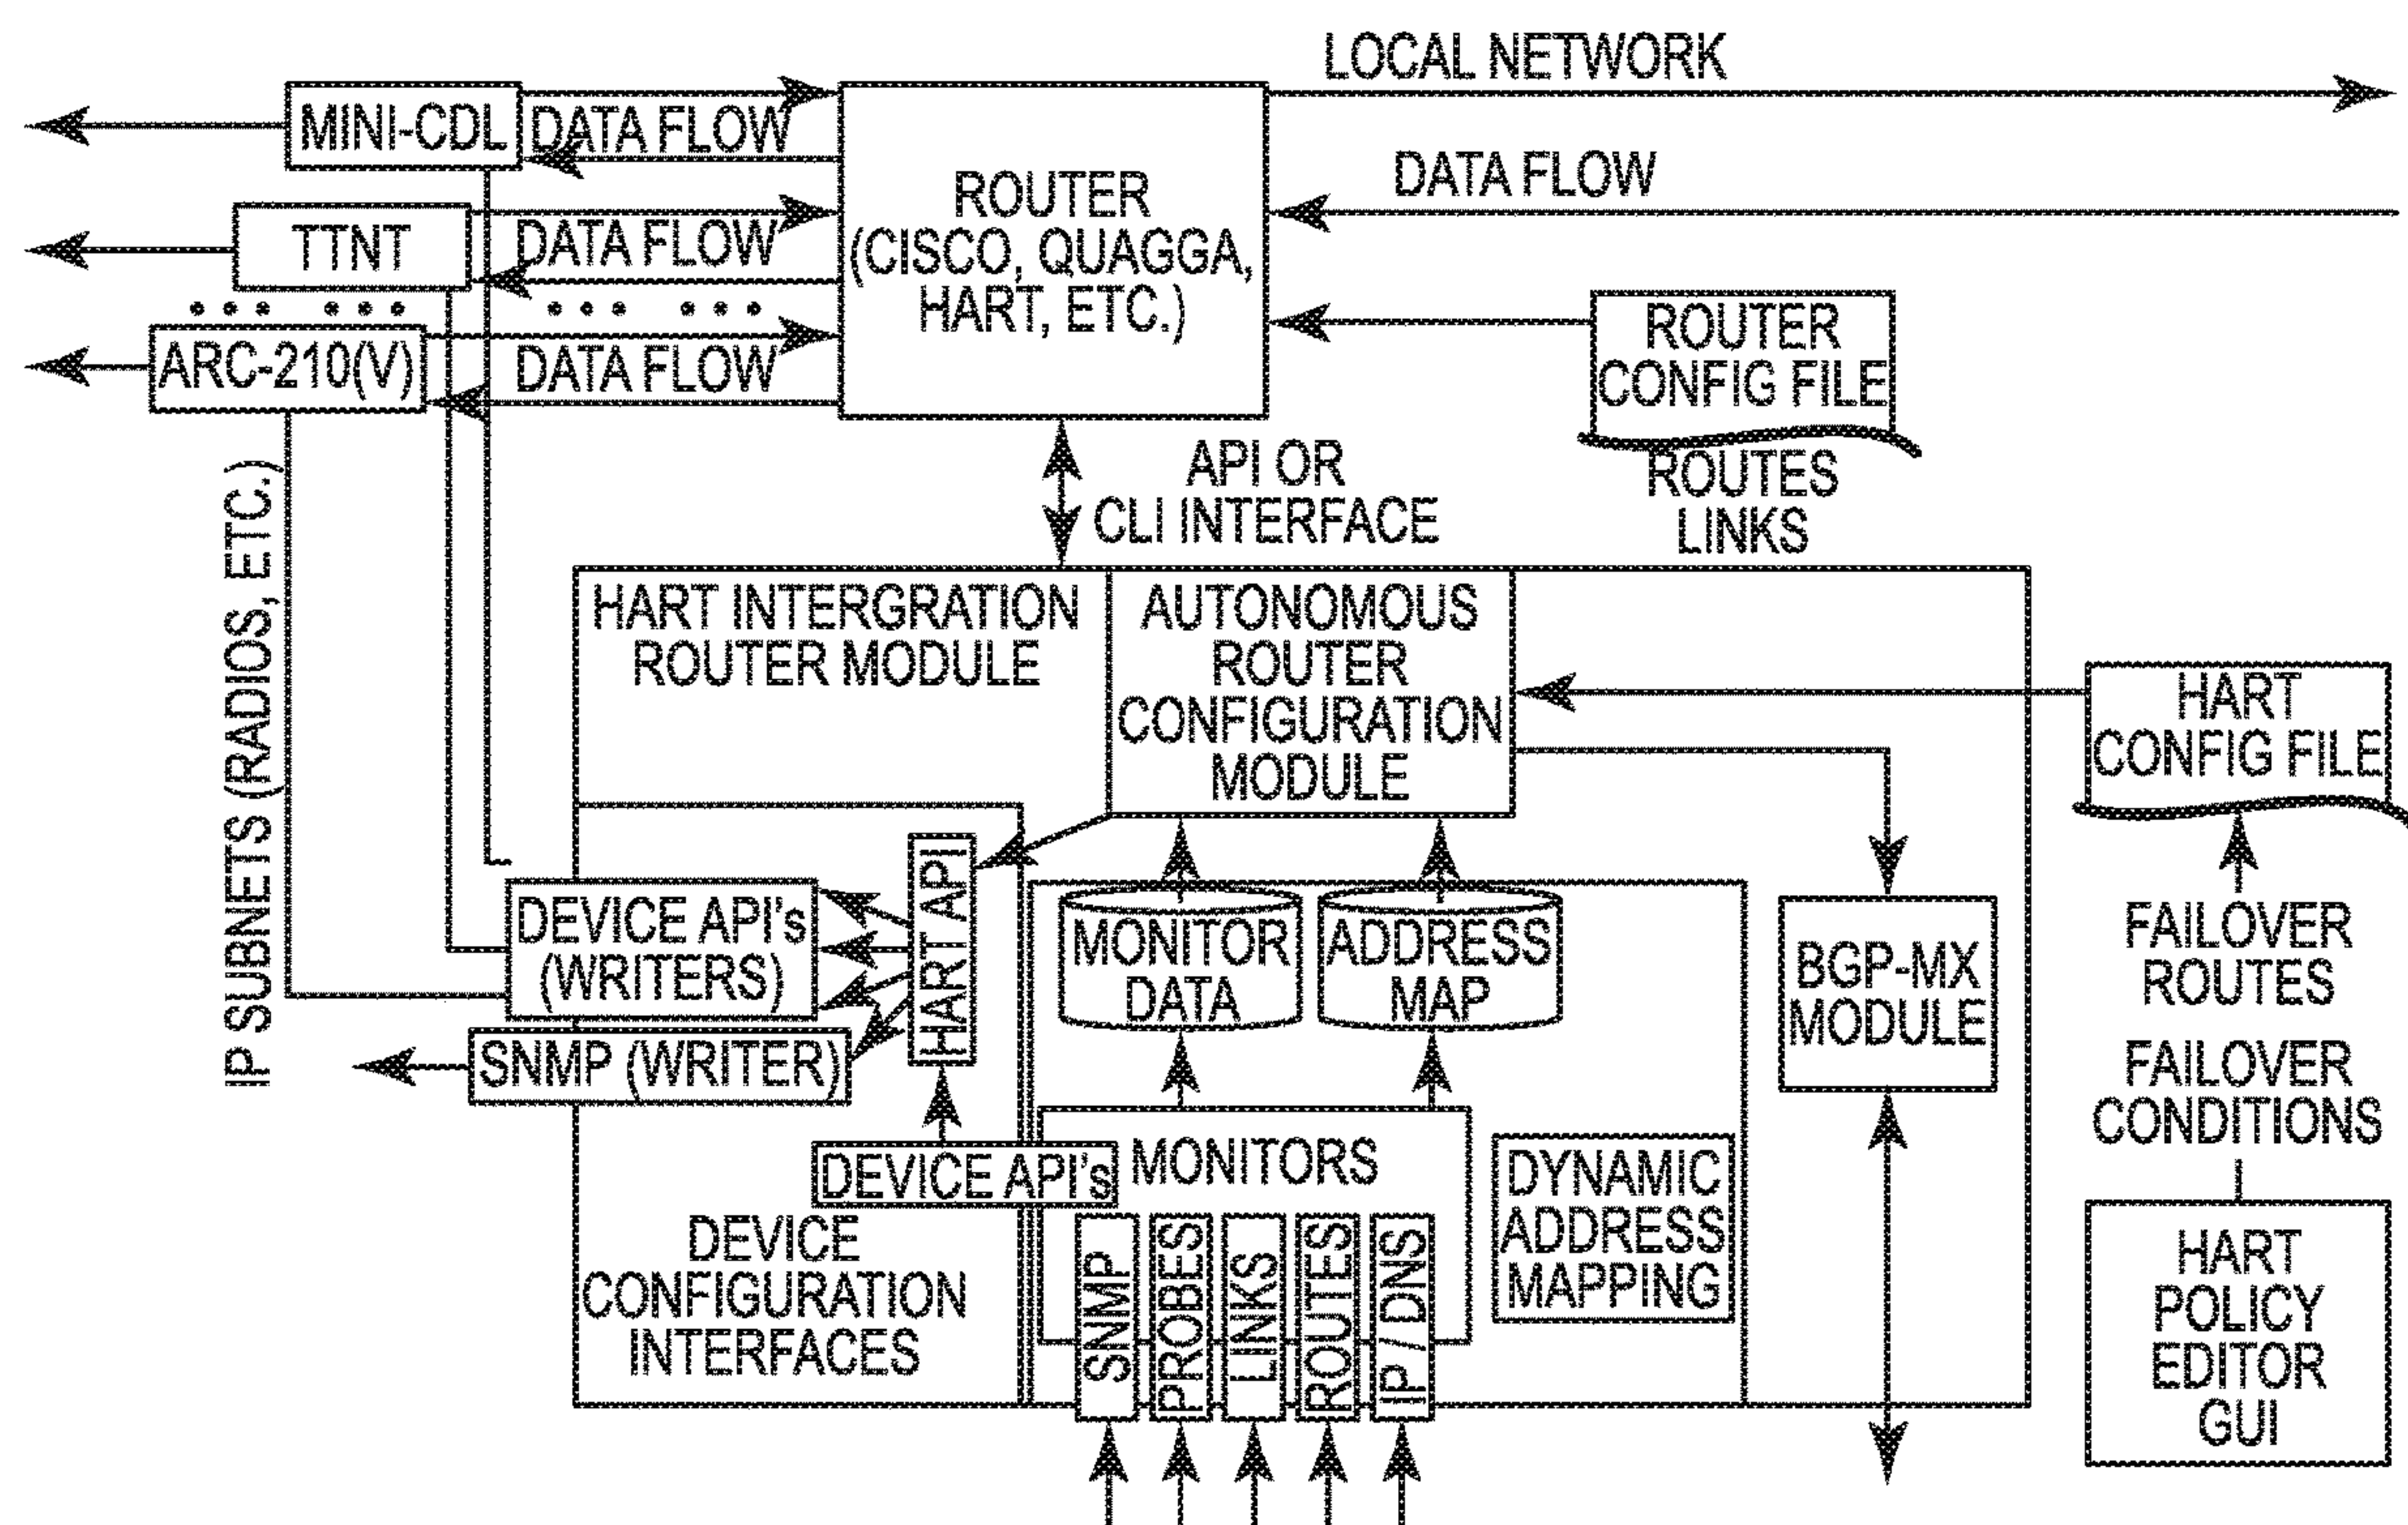 LOCAL NETWORK
MINI-CDL
DATA FLOW
DATA FLOW
ROUTER
(CISCO, QUAGGA,
HART, ETC.)
TTNT
DATA FLOW
ARC-210(V)
DATA FLOW
ROUTER
CONFIG FILE
ROUTES
LINKS
API OR
CLI INTERFACE
IP SUBNETS (RADIOS, ETC.)
HART INTERGRATION
ROUTER MODULE
AUTONOMOUS
ROUTER
CONFIGURATION
MODULE
HART
CONFIG FILE
HART API
DEVICE API's
(WRITERS)
SNMP (WRITER)
MONITOR
DATA
ADDRESS
MAP
BGP-MX
MODULE
FAILOVER
ROUTES
FAILOVER
CONDITIONS
DEVICE API's
MONITORS
DYNAMIC
ADDRESS
MAPPING
DEVICE
CONFIGURATION
INTERFACES
SNMP
PROBES
LINKS
ROUTES
IP / DNS
HART
POLICY
EDITOR
GUI